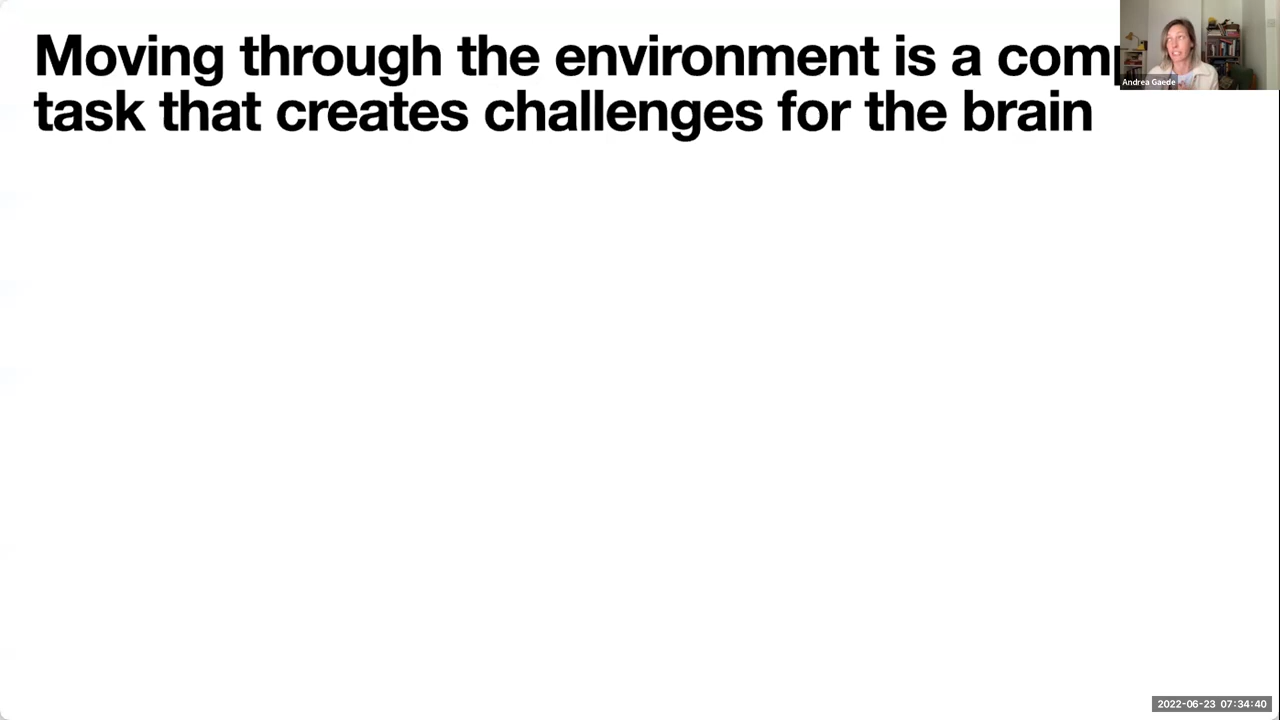 Moving through the environment is a com
task that creates challenges for the brain
Andrea Gaede
2022-06-23 07:34:40